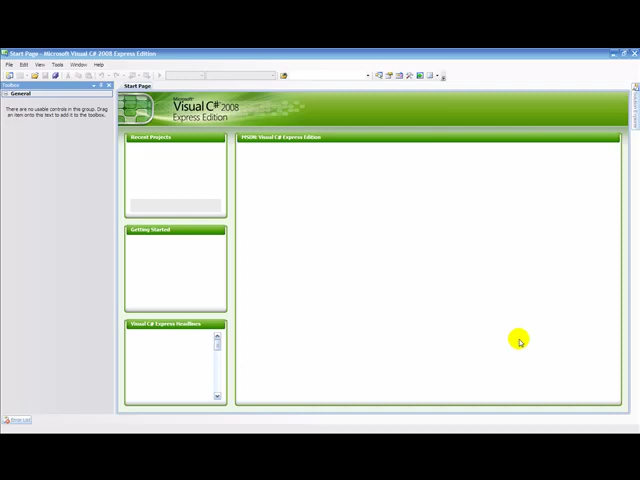 Start Page - Microsoft Visual C# 2008 Express Edition
File Edit View Tools Window Help
Toolbox
General
There are no usable controls in this group. Drag
an item onto this text to add it to the toolbox.
Start Page
Microsoft
Visual C# 2008
Express Edition
Recent Projects
MSDN: Visual C# Express Edition
Getting Started
Visual C# Express Headlines
Solution Explorer
Error List